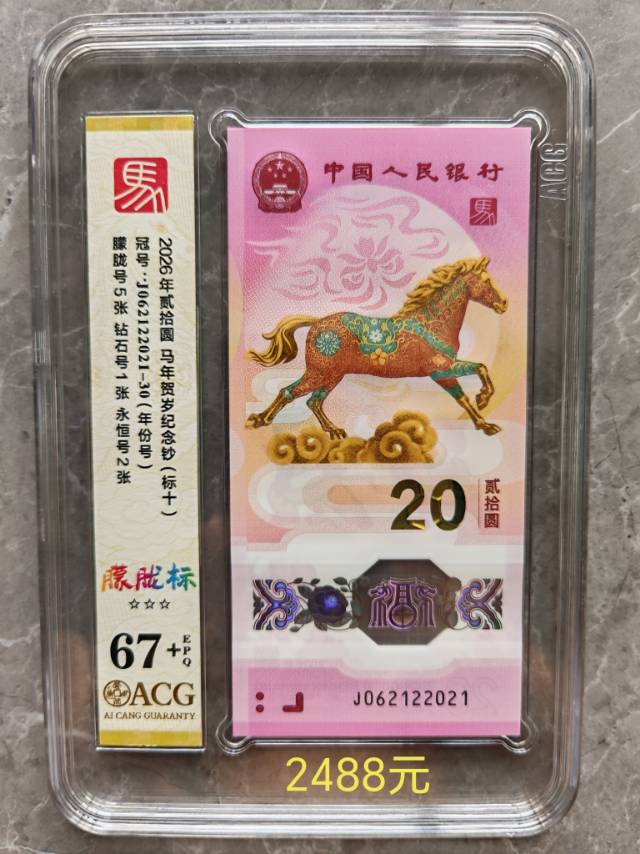 馬
2026年贰拾圆 马年贺岁纪念钞(标十)
冠号:J062122021-30(年份号)
朦胧号5张 钻石号1张 永恒号2张
朦胧标
67+EPQ
ACG
AI CANG GUARANTY
中国人民银行
馬
20
贰拾圆
J062122021
ACG
2488元